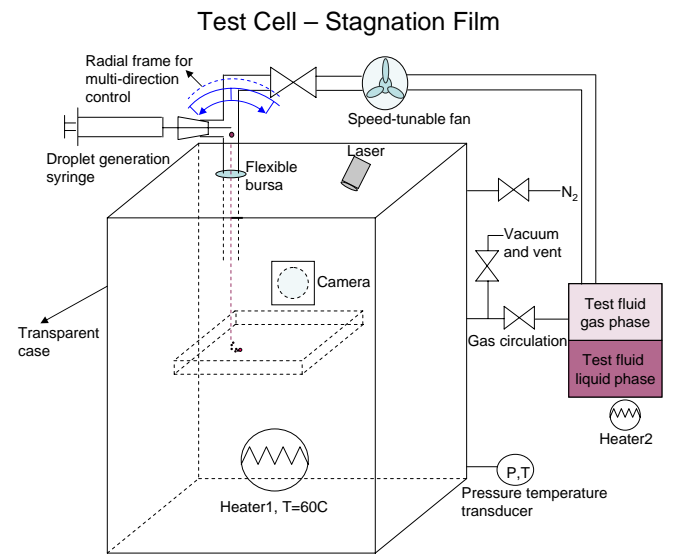 Test Cell – Stagnation Film
Radial frame for
multi-direction
control
Speed-tunable fan
Droplet generation
syringe
Flexible
bursa
Laser
N2
Vacuum
and vent
Camera
Transparent
case
Gas circulation
Test fluid
gas phase
Test fluid
liquid phase
Heater2
Heater1, T=60C
P,T
Pressure temperature
transducer